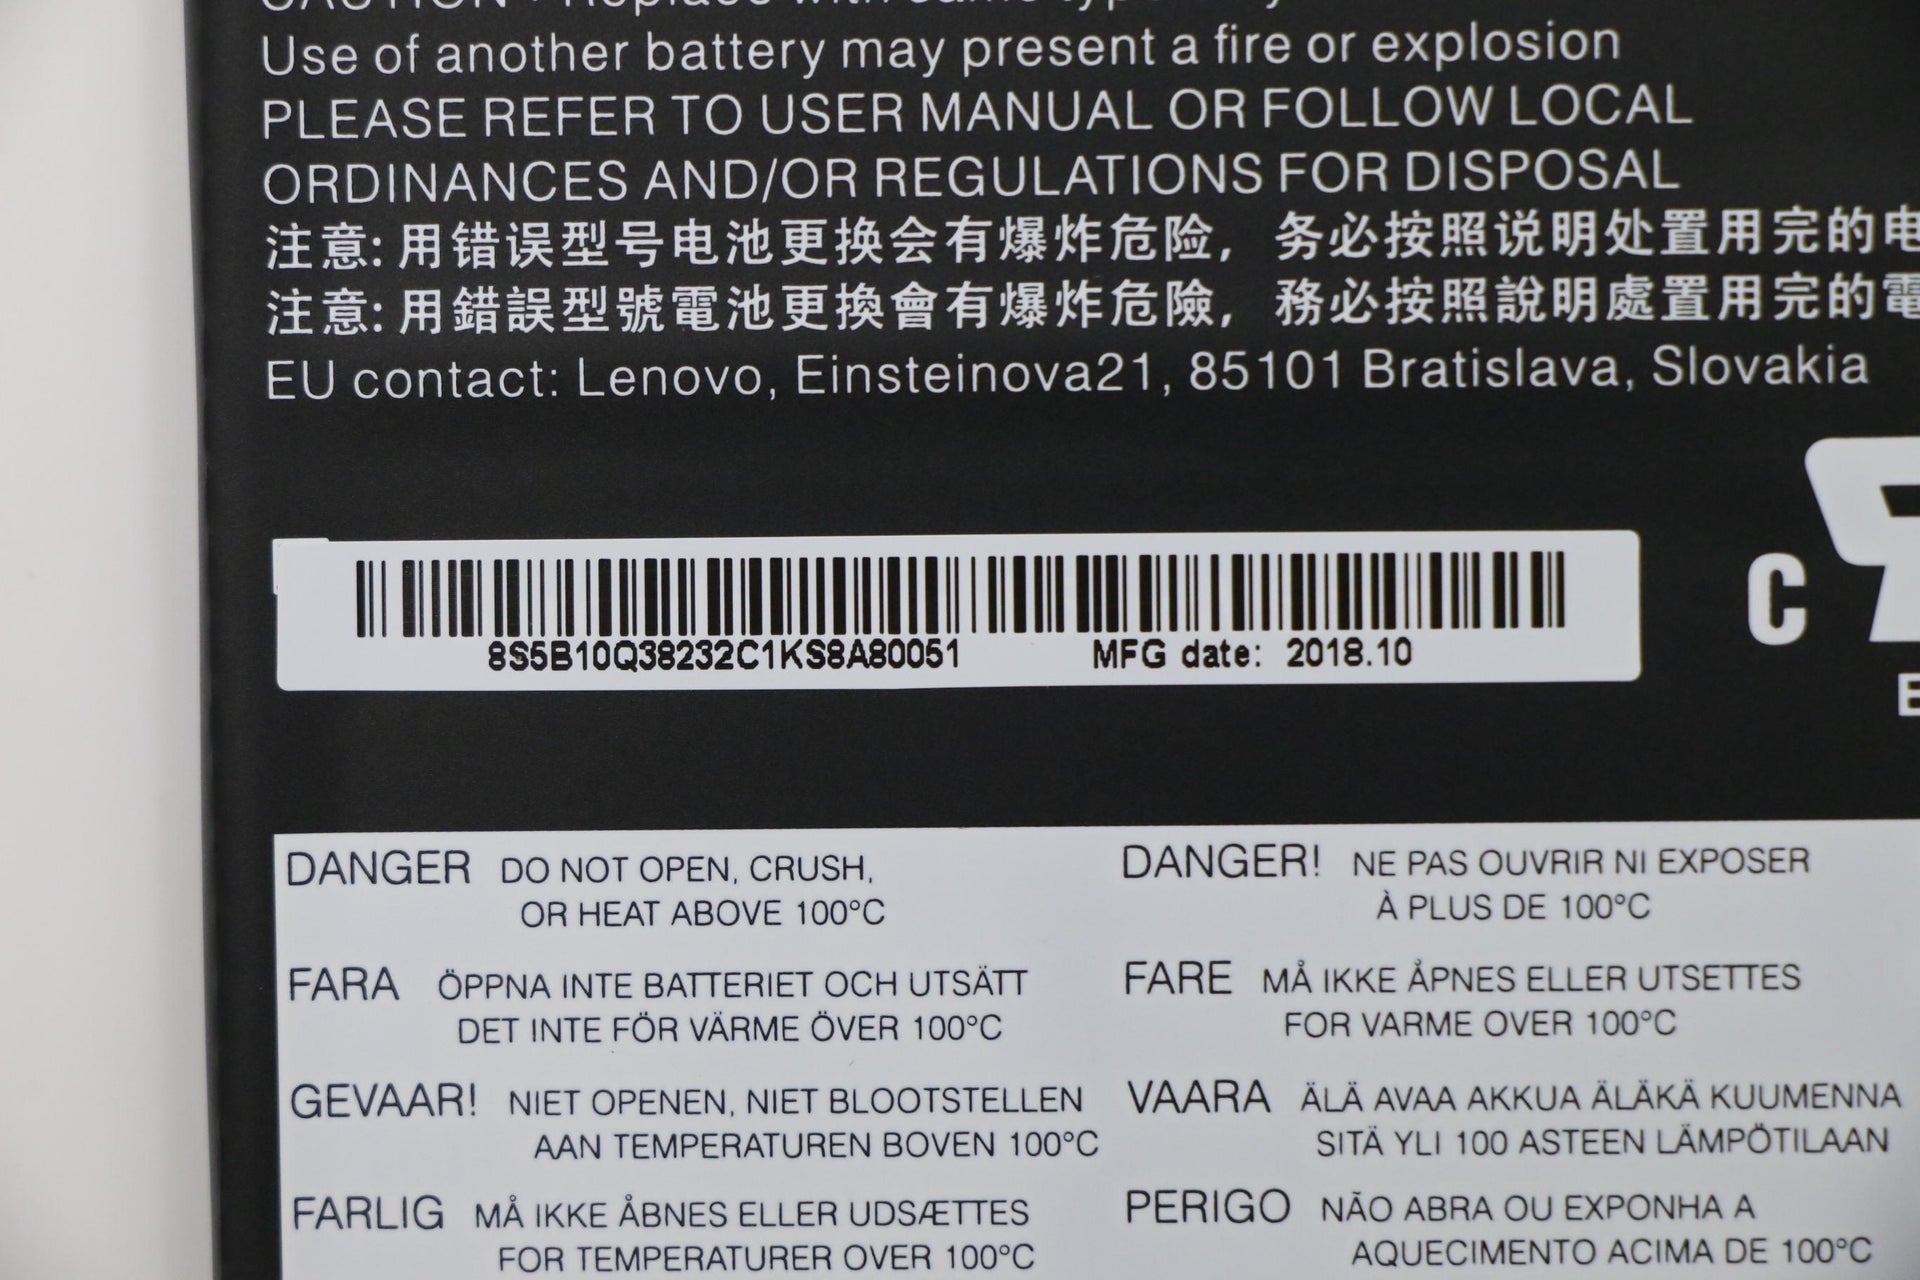 CAUTION : Replace with same type
Use of another battery may present a fire or explosion
PLEASE REFER TO USER MANUAL OR FOLLOW LOCAL
ORDINANCES AND/OR REGULATIONS FOR DISPOSAL
注意: 用错误型号电池更换会有爆炸危险，务必按照说明处置用完的电
注意: 用錯誤型號電池更換會有爆炸危險，務必按照說明處置用完的電
EU contact: Lenovo, Einsteinova21, 85101 Bratislava, Slovakia
C
8S5B10Q38232C1KS8A80051 MFG date: 2018.10
E
DANGER DO NOT OPEN, CRUSH,
OR HEAT ABOVE 100°C
DANGER! NE PAS OUVRIR NI EXPOSER
À PLUS DE 100°C
FARA ÖPPNA INTE BATTERIET OCH UTSÄTT
DET INTE FÖR VÄRME ÖVER 100°C
FARE MÅ IKKE ÅPNES ELLER UTSETTES
FOR VARME OVER 100°C
GEVAAR! NIET OPENEN, NIET BLOOTSTELLEN
AAN TEMPERATUREN BOVEN 100°C
VAARA ÄLÄ AVAA AKKUA ÄLÄKÄ KUUMENNA
SITÄ YLI 100 ASTEEN LÄMPÖTILAAN
FARLIG MÅ IKKE ÅBNES ELLER UDSÆTTES
FOR TEMPERATURER OVER 100°C
PERIGO NÃO ABRA OU EXPONHA A
AQUECIMENTO ACIMA DE 100°C